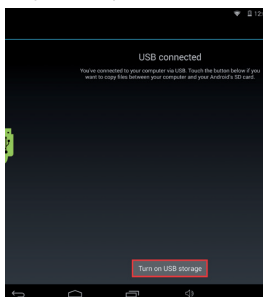 12:
USB connected
You've connected to your computer via USB. Touch the button below if you
want to copy files between your computer and your Android's SD card.
Turn on USB storage